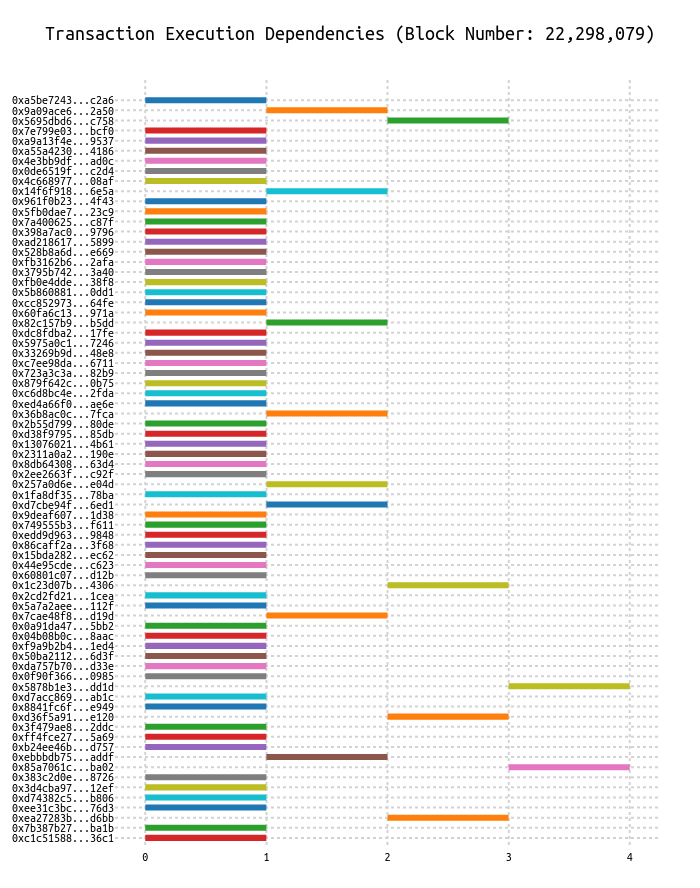 Transaction Execution Dependencies (Block Number: 22,298,079)
0xa5be7243...c2a6
0x9a09ace6...2a50
0x5695dbd6...c758
0x7e799e03...bcf0
0xa9a13f4e...9537
0xa55a4230...4186
0x4e3bb9df...ad0c
0x0de6519f...c2d4
0x4c668977...08af
0x14f6f918...6e5a
0x961f0b23...4f43
0x5fb0dae7...23c9
0x7a400625...c87f
0x398a7ac0...9796
0xad218617...5899
0x528b8a6d...e669
0xfb3162b6...2afa
0x3795b742...3a40
0xfb0e4dde...38f8
0x5b860881...0dd1
0xcc852973...64fe
0x60fa6c13...971a
0x82c157b9...b5dd
0xdc8fdba2...17fe
0x5975a0c1...7246
0x33269b9d...48e8
0xc7ee98da...6711
0x723a3c3a...82b9
0x879f642c...0b75
0xc6d8bc4e...2fda
0xed4a66f0...ae6e
0x36b8ac0c...7fca
0x2b55d799...80de
0xd38f9795...85db
0x13076021...4b61
0x2311a0a2...190e
0x8db64308...63d4
0x2ee2663f...c92f
0x257a0d6e...e04d
0x1fa8df35...78ba
0xd7cbe94f...6ed1
0x9deaf607...1d38
0x749555b3...f611
0xedd9d963...9848
0x86caff2a...3f68
0x15bda282...ec62
0x44e95cde...c623
0x60801c07...d12b
0x1c23d07b...4306
0x2cd2fd21...1cea
0x5a7a2aee...112f
0x7cae48f8...d19d
0x0a91da47...5bb2
0x04b08b0c...8aac
0xf9a9b2b4...1ed4
0x50ba2112...6d3f
0xda757b70...d33e
0x0f90f366...0985
0x5878b1e3...dd1d
0xd7acc869...ab1c
0x8841fc6f...e949
0xd36f5a91...e120
0x3f479ae8...2ddc
0xff4fce27...5a69
0xb24ee46b...d757
0xebbbdb75...addf
0x85a7061c...ba02
0x383c2d0e...8726
0x3d4cba97...12ef
0xd74382c5...b806
0xee31c3bc...76d3
0xea27283b...d6bb
0x7b387b27...ba1b
0xc1c51588...36c1
0 1 2 3 4